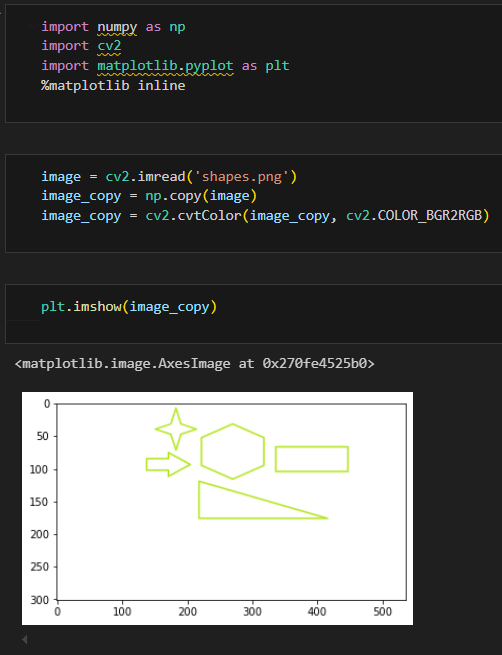 import numpy as np
import cv2
import matplotlib.pyplot as plt
%matplotlib inline
image = cv2.imread('shapes.png')
image_copy = np.copy(image)
image_copy = cv2.cvtColor(image_copy, cv2.COLOR_BGR2RGB)
plt.imshow(image_copy)
<matplotlib.image.AxesImage at 0x270fe4525b0>
0
50
100
150
200
250
300
0 100 200 300 400 500